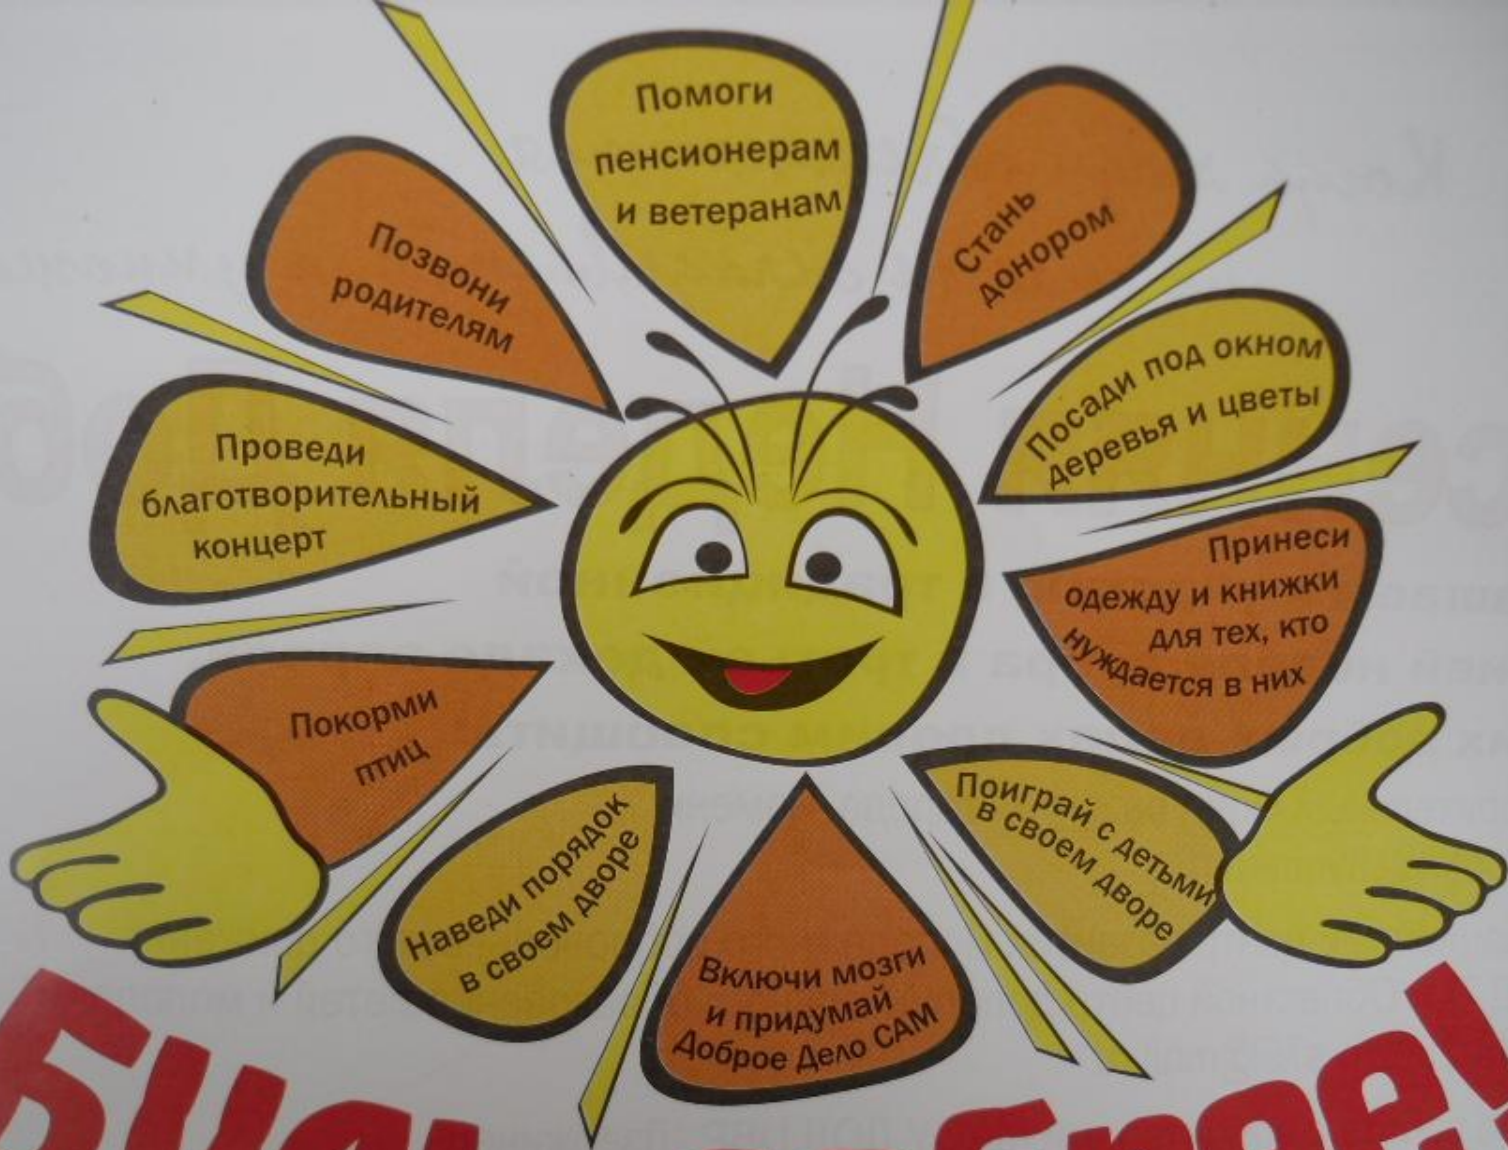 Помоги
пенсионерам
и ветеранам
Стань
донором
Посади под окном
деревья и цветы
Принеси
одежду и книжки
для тех, кто
нуждается в них
Поиграй с детьми
в своем дворе
Включи мозги
и придумай
Доброе Дело САМ
Наведи порядок
в своем дворе
Покорми
птиц
Проведи
благотворительный
концерт
Позвони
родителям